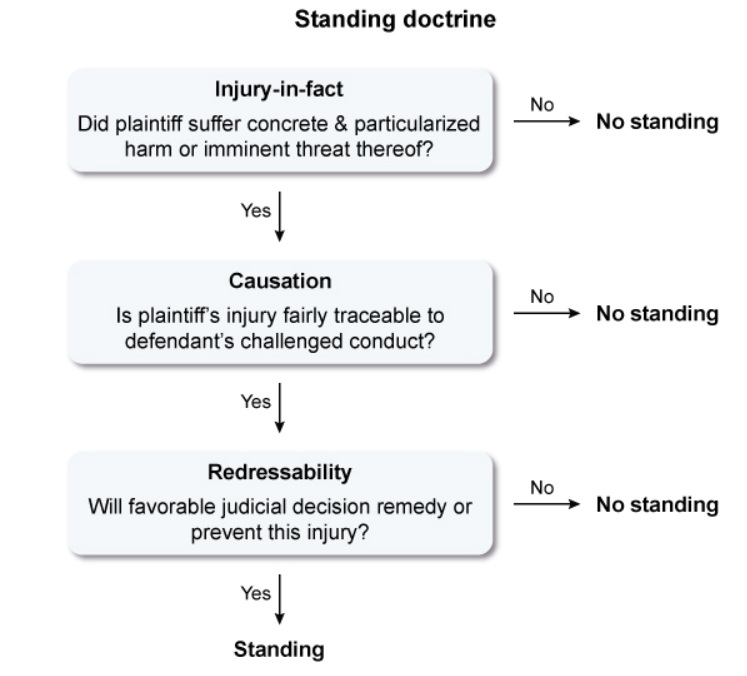 Standing doctrine
Injury-in-fact
Did plaintiff suffer concrete & particularized
harm or imminent threat thereof?
No
No standing
Yes
Causation
Is plaintiff's injury fairly traceable to
defendant's challenged conduct?
No
No standing
Yes
Redressability
Will favorable judicial decision remedy or
prevent this injury?
No
No standing
Yes
Standing